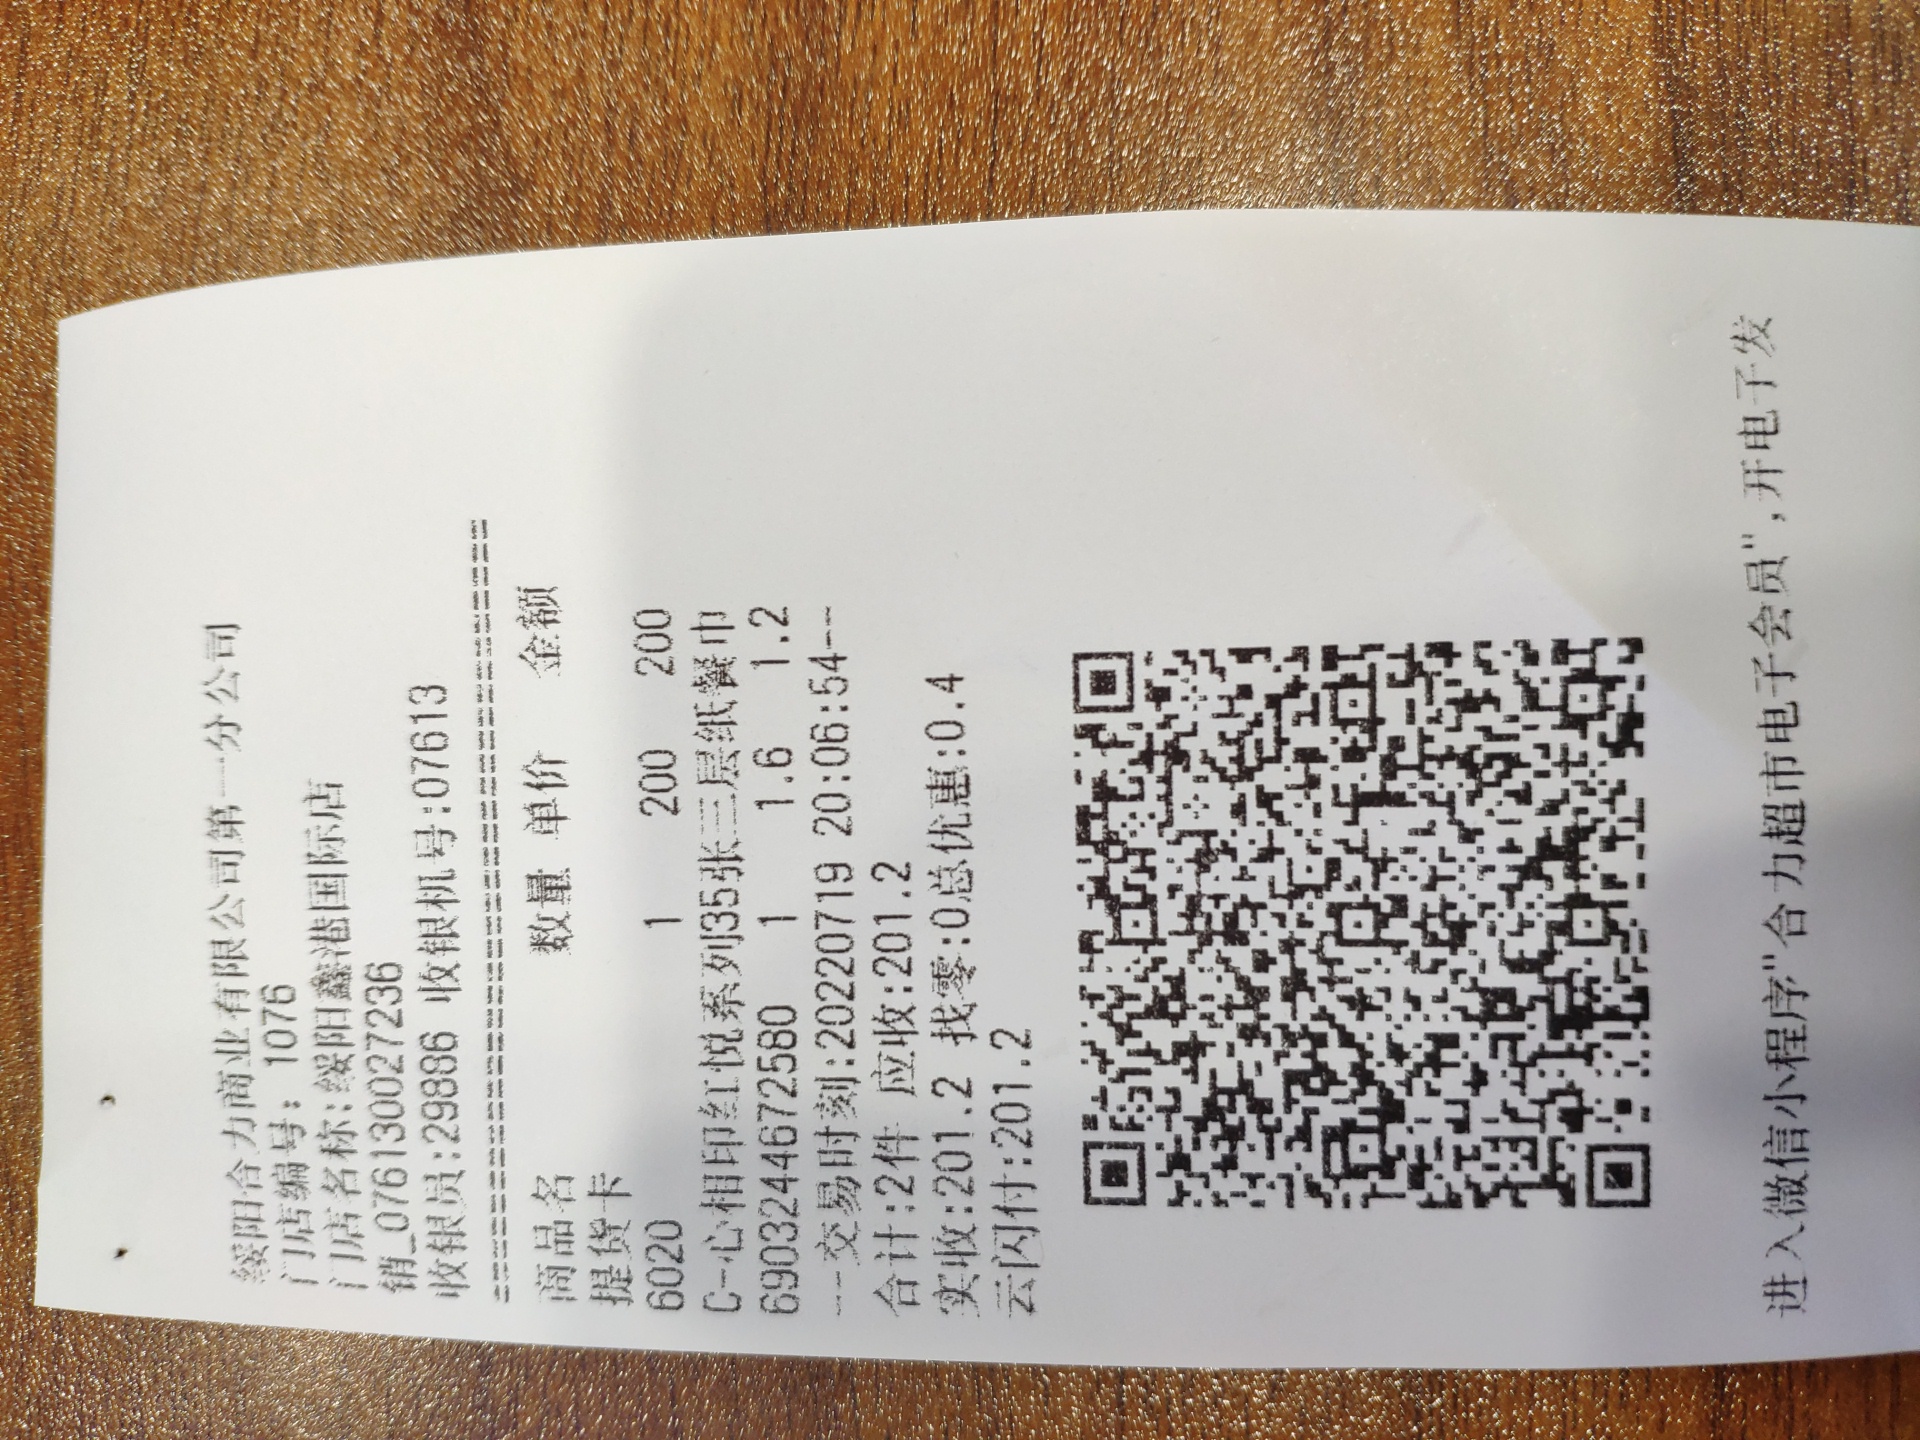 绥阳合力商业有限公司第一分公司
门店编号: 1076
门店名称:绥阳鑫港国际店
销_076130027236
收银员:29886 收银机号:07613
商品名 数量 单价 金额
提货卡
6020 1 200 200
C-心相印红悦系列35张三层纸餐巾
6903244672580 1 1.6 1.2
--交易时刻:20220719 20:06:54--
合计:2件 应收:201.2
实收:201.2 找零:0总优惠:0.4
云闪付:201.2
进入微信小程序"合力超市电子会员",开电子发